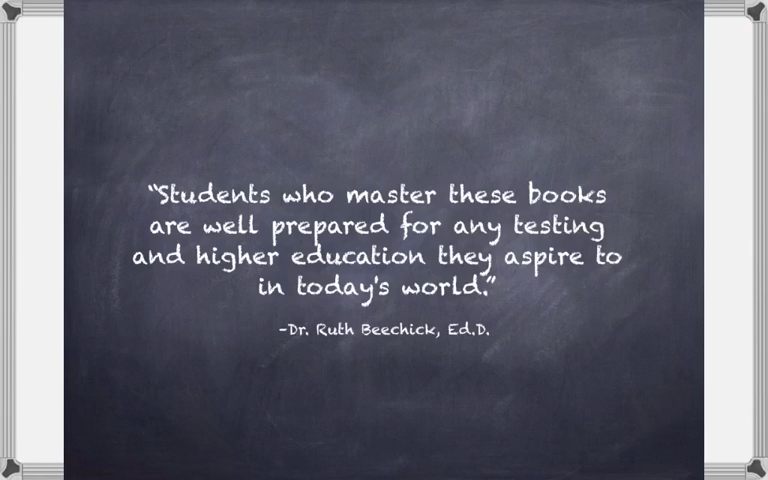 “Students who master these books
are well prepared for any testing
and higher education they aspire to
in today's world.”
-Dr. Ruth Beechick, Ed.D.